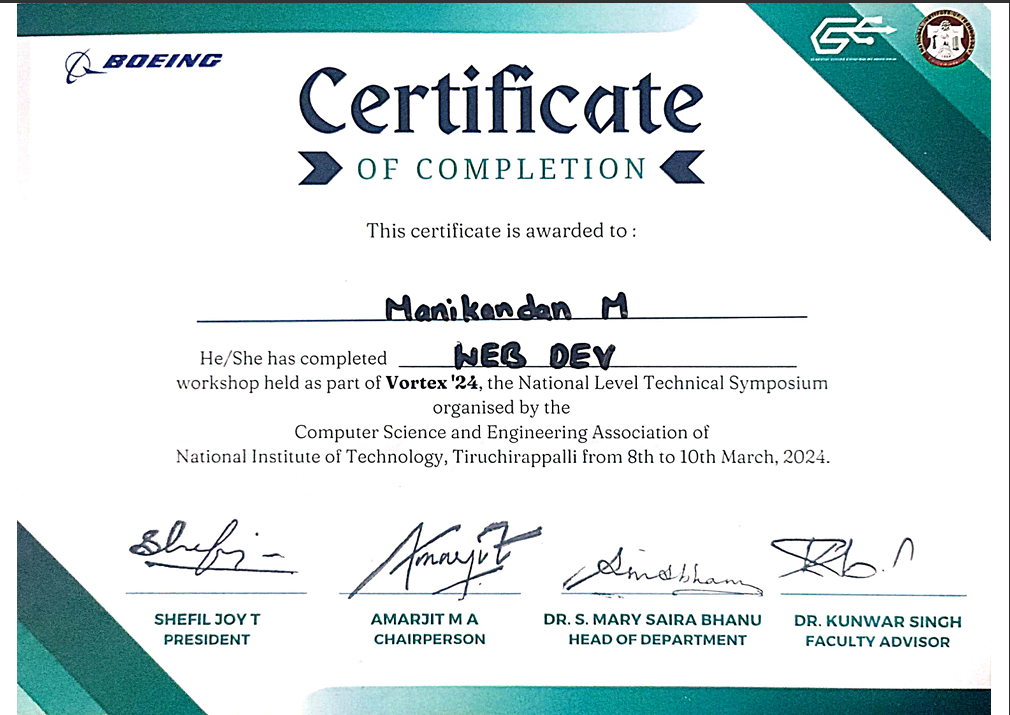 BOEING
Certificate
OF COMPLETION
This certificate is awarded to :
Manikandan M
He/She has completed WEB DEV
workshop held as part of Vortex '24, the National Level Technical Symposium
organised by the
Computer Science and Engineering Association of
National Institute of Technology, Tiruchirappalli from 8th to 10th March, 2024.
Shefij
Amarjit
SHEFIL JOY T
PRESIDENT
AMARJIT M A
CHAIRPERSON
DR. S. MARY SAIRA BHANU
HEAD OF DEPARTMENT
DR. KUNWAR SINGH
FACULTY ADVISOR